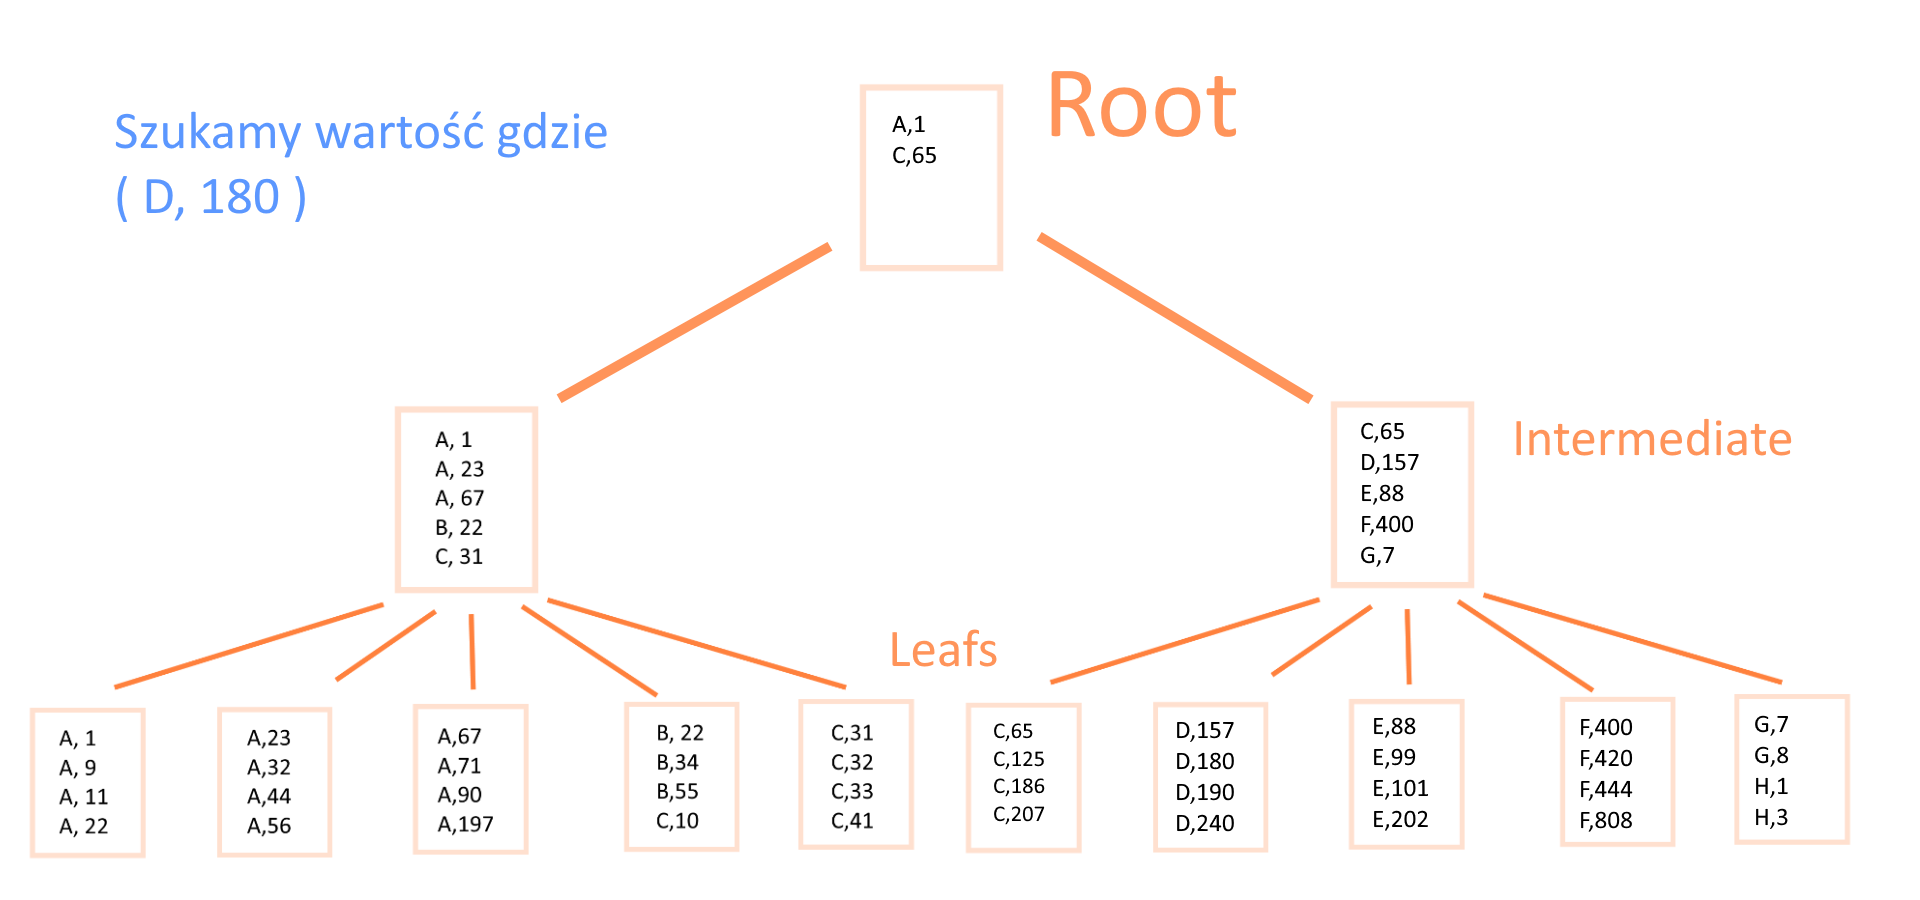 Szukamy wartość gdzie
( D, 180 )
Root
A,1
C,65
A, 1
A, 23
A, 67
B, 22
C, 31
C,65
D,157
E,88
F,400
G,7
Intermediate
Leafs
A, 1
A, 9
A, 11
A, 22
A,23
A,32
A,44
A,56
A,67
A,71
A,90
A,197
B, 22
B,34
B,55
C,10
C,31
C,32
C,33
C,41
C,65
C,125
C,186
C,207
D,157
D,180
D,190
D,240
E,88
E,99
E,101
E,202
F,400
F,420
F,444
F,808
G,7
G,8
H,1
H,3